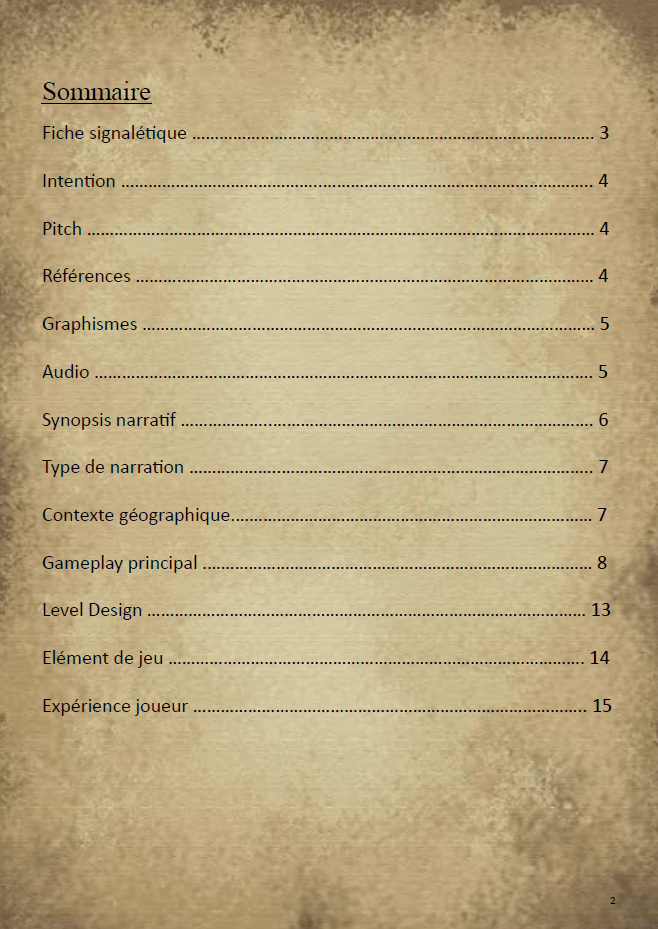 Sommaire
Fiche signalétique ……………………………………………………………………………. 3
Intention …………………………………………………………………………………………. 4
Pitch ………………………………………………………………………………………………… 4
Références ………………………………………………………………………………………. 4
Graphismes ……………………………………………………………………………………… 5
Audio ………………………………………………………………………………………………. 5
Synopsis narratif ………………………………………………………………………………. 6
Type de narration ……………………………………………………………………………. 7
Contexte géographique…………………………………………………………………… 7
Gameplay principal ………………………………………………………………………… 8
Level Design …………………………………………………………………………………… 13
Elément de jeu ………………………………………………………………………………. 14
Expérience joueur …………………………………………………………………………. 15
2